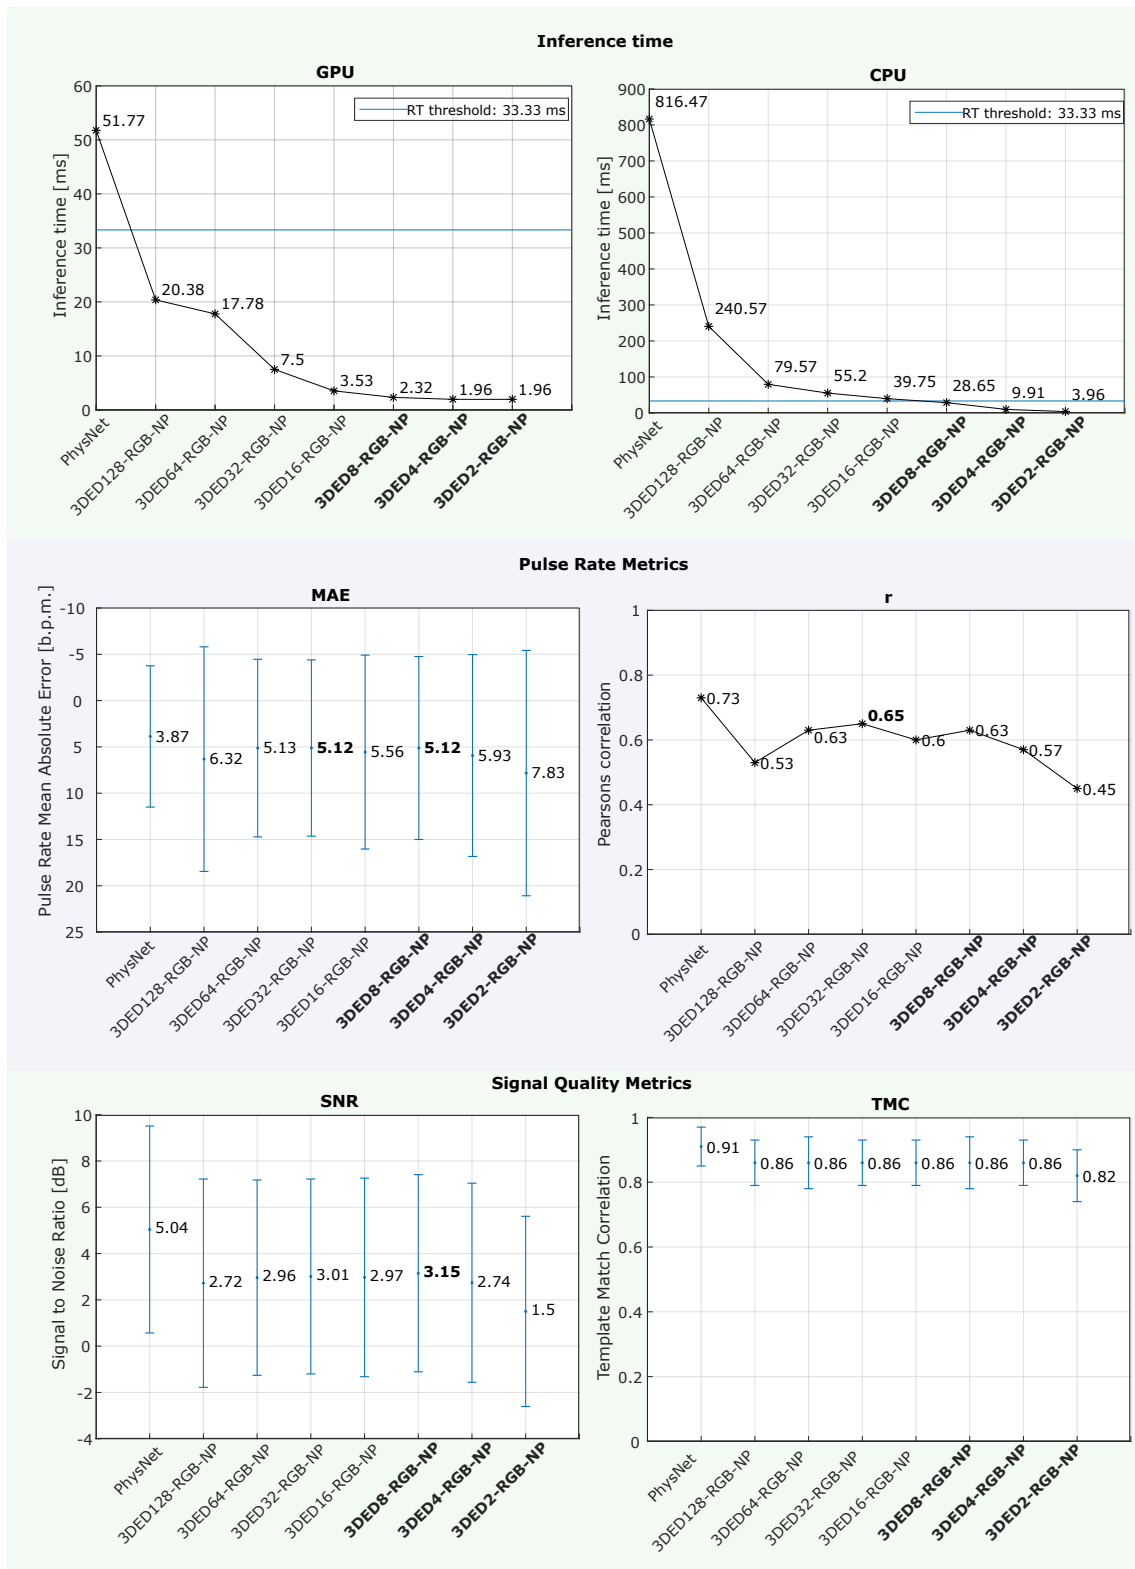 Inference time
GPU
60
50
40
30
20
10
0
Inference time [ms]
RT threshold: 33.33 ms
51.77
20.38
17.78
7.5
3.53
2.32
1.96
1.96
PhysNet
3DED128-RGB-NP
3DED64-RGB-NP
3DED32-RGB-NP
3DED16-RGB-NP
3DED8-RGB-NP
3DED4-RGB-NP
3DED2-RGB-NP
CPU
900
800
700
600
500
400
300
200
100
0
Inference time [ms]
RT threshold: 33.33 ms
816.47
240.57
79.57
55.2
39.75
28.65
9.91
3.96
PhysNet
3DED128-RGB-NP
3DED64-RGB-NP
3DED32-RGB-NP
3DED16-RGB-NP
3DED8-RGB-NP
3DED4-RGB-NP
3DED2-RGB-NP
Pulse Rate Metrics
MAE
-10
-5
0
5
10
15
20
25
Pulse Rate Mean Absolute Error [b.p.m.]
3.87
6.32
5.13
5.12
5.56
5.12
5.93
7.83
PhysNet
3DED128-RGB-NP
3DED64-RGB-NP
3DED32-RGB-NP
3DED16-RGB-NP
3DED8-RGB-NP
3DED4-RGB-NP
3DED2-RGB-NP
r
1
0.8
0.6
0.4
0.2
0
Pearsons correlation
0.73
0.53
0.63
0.65
0.6
0.63
0.57
0.45
PhysNet
3DED128-RGB-NP
3DED64-RGB-NP
3DED32-RGB-NP
3DED16-RGB-NP
3DED8-RGB-NP
3DED4-RGB-NP
3DED2-RGB-NP
Signal Quality Metrics
SNR
10
8
6
4
2
0
-2
-4
Signal to Noise Ratio [dB]
5.04
2.72
2.96
3.01
2.97
3.15
2.74
1.5
PhysNet
3DED128-RGB-NP
3DED64-RGB-NP
3DED32-RGB-NP
3DED16-RGB-NP
3DED8-RGB-NP
3DED4-RGB-NP
3DED2-RGB-NP
TMC
1
0.8
0.6
0.4
0.2
0
Template Match Correlation
0.91
0.86
0.86
0.86
0.86
0.86
0.86
0.82
PhysNet
3DED128-RGB-NP
3DED64-RGB-NP
3DED32-RGB-NP
3DED16-RGB-NP
3DED8-RGB-NP
3DED4-RGB-NP
3DED2-RGB-NP